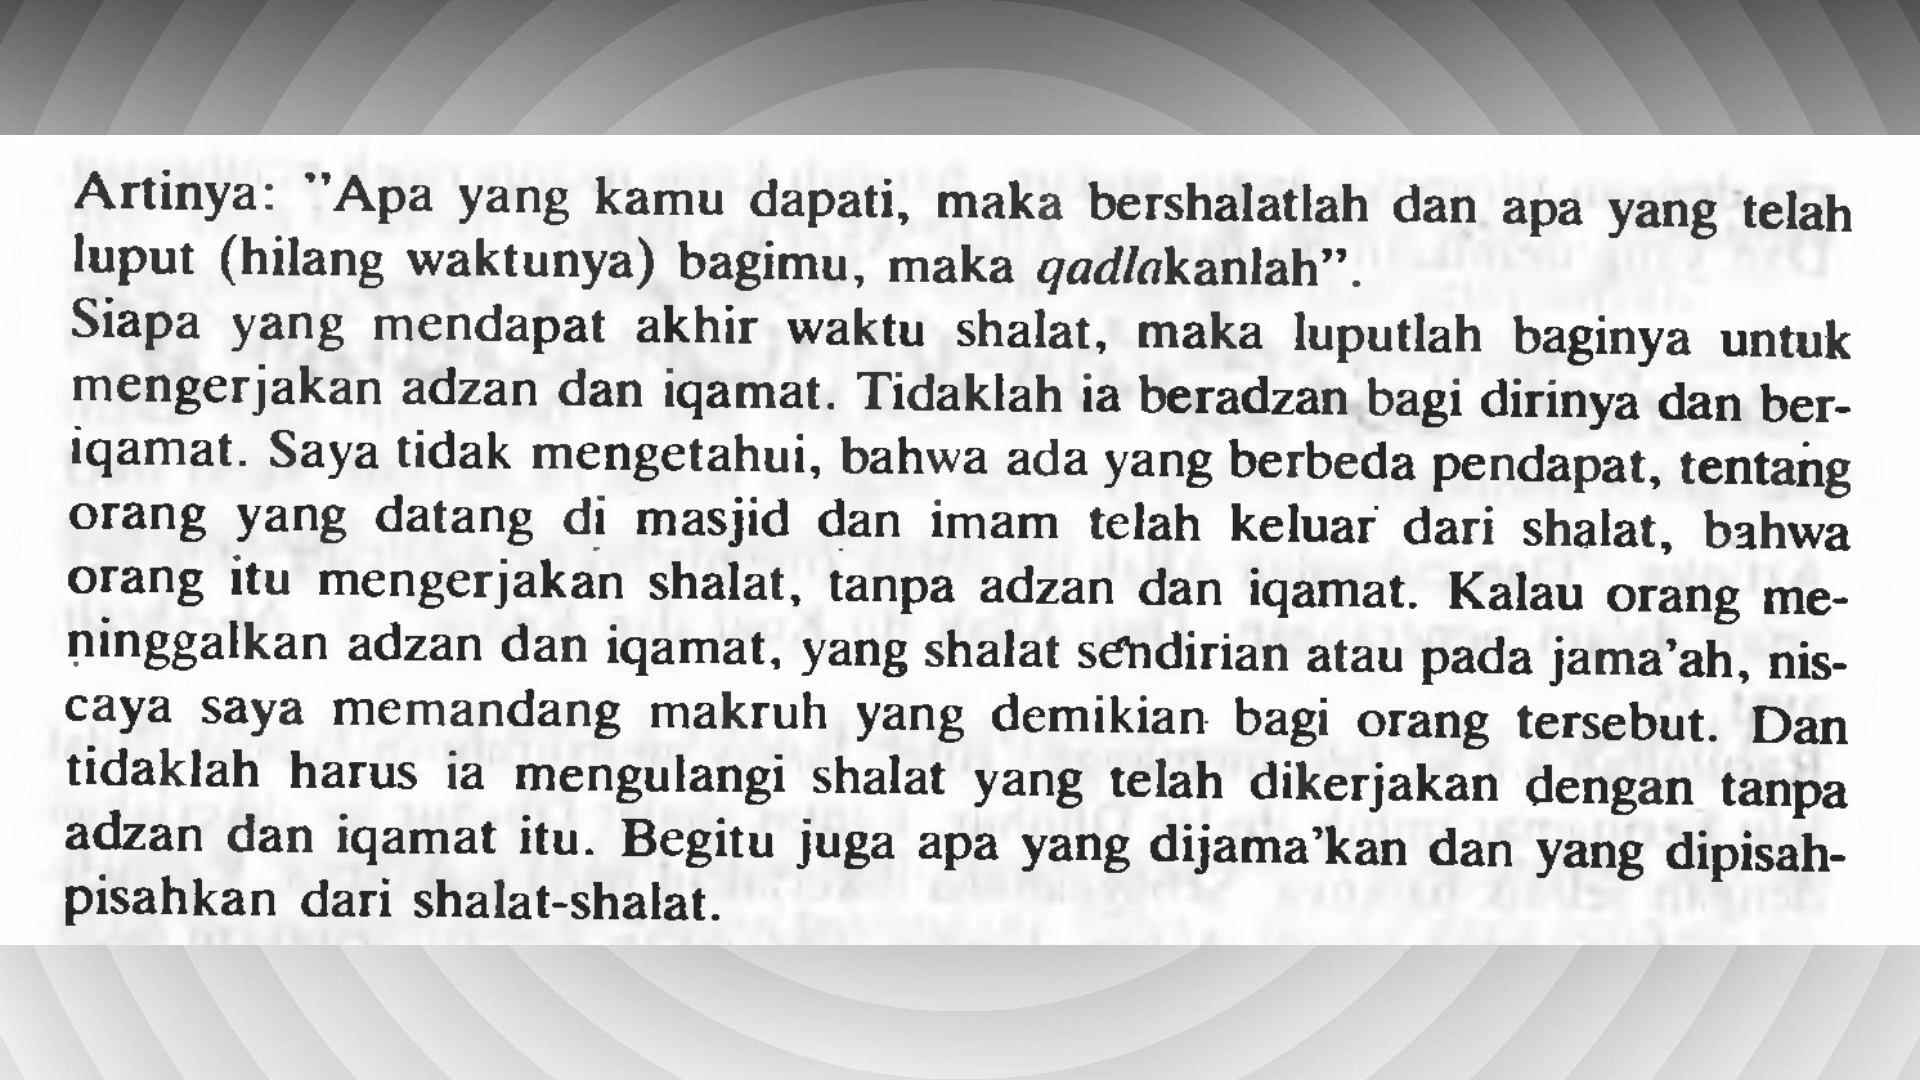 Artinya: ”Apa yang kamu dapati, maka bershalatlah dan apa yang telah
luput (hilang waktunya) bagimu, maka qadlakanlah”.
Siapa yang mendapat akhir waktu shalat, maka luputlah baginya untuk
mengerjakan adzan dan iqamat. Tidaklah ia beradzan bagi dirinya dan ber-
iqamat. Saya tidak mengetahui, bahwa ada yang berbeda pendapat, tentang
orang yang datang di masjid dan imam telah keluar dari shalat, bahwa
orang itu mengerjakan shalat, tanpa adzan dan iqamat. Kalau orang me-
ninggalkan adzan dan iqamat, yang shalat sendirian atau pada jama’ah, nis-
caya saya memandang makruh yang demikian bagi orang tersebut. Dan
tidaklah harus ia mengulangi shalat yang telah dikerjakan dengan tanpa
adzan dan iqamat itu. Begitu juga apa yang dijama’kan dan yang dipisah-
pisahkan dari shalat-shalat.